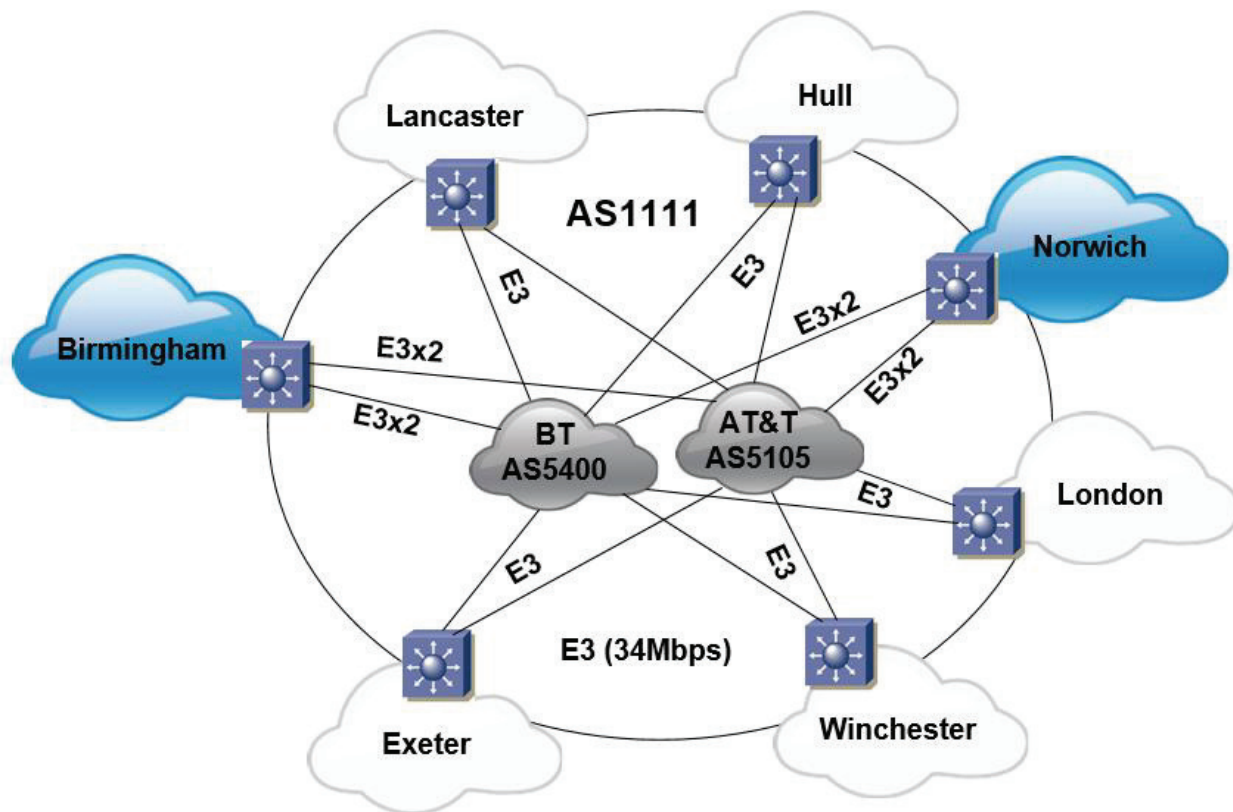 Hull
Lancaster
AS1111
Norwich
E3
E3
E3x2
Birmingham
E3x2
E3x2
E3x2
BT
AS5400
AT&T
AS5105
E3
London
E3
E3
E3 (34Mbps)
Exeter
Winchester